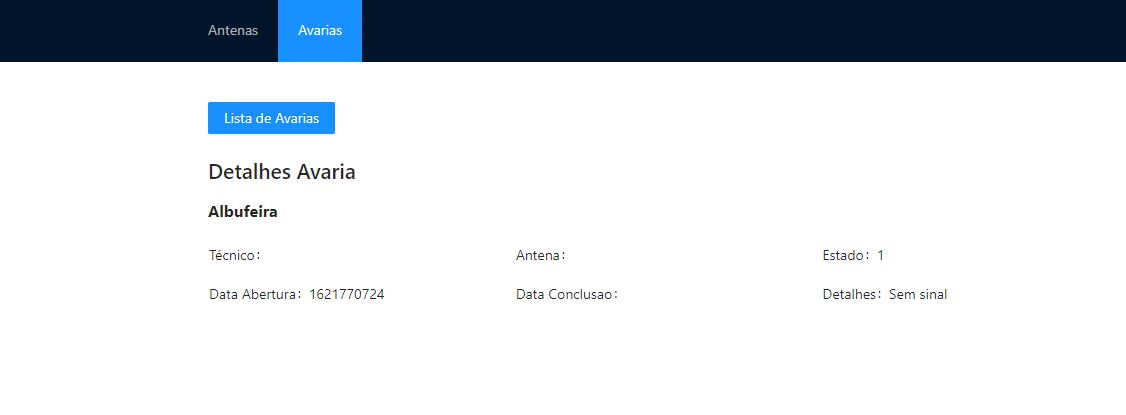 Antenas Avarias
Lista de Avarias
Detalhes Avaria
Albufeira
Técnico: Antena: Estado: 1
Data Abertura: 1621770724 Data Conclusao: Detalhes: Sem sinal